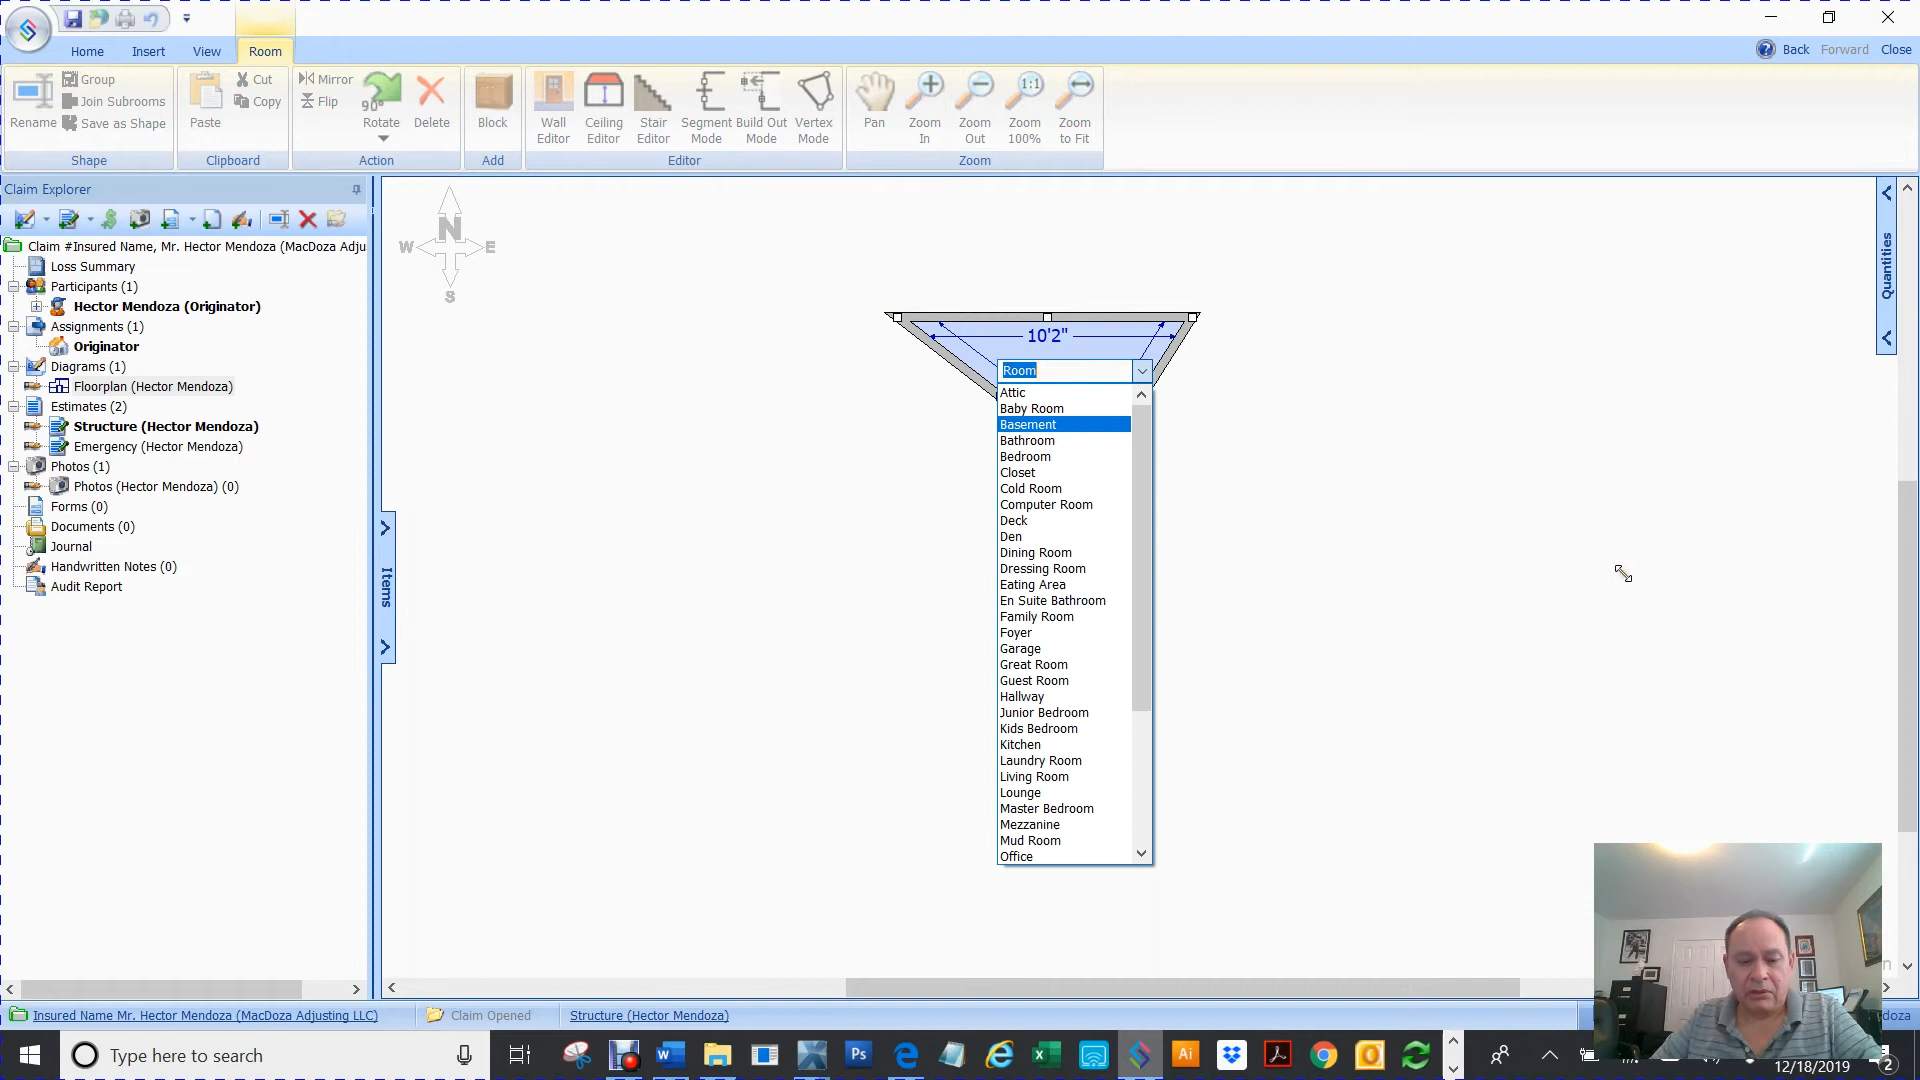 Home Insert View Room
Back Forward Close
Rename
Group
Join Subrooms
Save as Shape
Shape
Paste
Cut
Copy
Clipboard
Mirror
Flip
90°
Rotate
Delete
Action
Block
Add
Wall Editor
Ceiling Editor
Stair Editor
Segment Mode
Build Out Mode
Vertex Mode
Editor
Pan
Zoom In
Zoom Out
1:1
Zoom 100%
Zoom to Fit
Zoom
Claim Explorer
Claim #Insured Name, Mr. Hector Mendoza (MacDoza Adju
Loss Summary
Participants (1)
Hector Mendoza (Originator)
Assignments (1)
Originator
Diagrams (1)
Floorplan (Hector Mendoza)
Estimates (2)
Structure (Hector Mendoza)
Emergency (Hector Mendoza)
Photos (1)
Photos (Hector Mendoza) (0)
Forms (0)
Documents (0)
Journal
Handwritten Notes (0)
Audit Report
Items
N
W E
S
10'2"
Room
Attic
Baby Room
Basement
Bathroom
Bedroom
Closet
Cold Room
Computer Room
Deck
Den
Dining Room
Dressing Room
Eating Area
En Suite Bathroom
Family Room
Foyer
Garage
Great Room
Guest Room
Hallway
Junior Bedroom
Kids Bedroom
Kitchen
Laundry Room
Living Room
Lounge
Master Bedroom
Mezzanine
Mud Room
Office
Quantities
Insured Name Mr. Hector Mendoza (MacDoza Adjusting LLC)
Claim Opened
Structure (Hector Mendoza)
Type here to search
12/18/2019
2